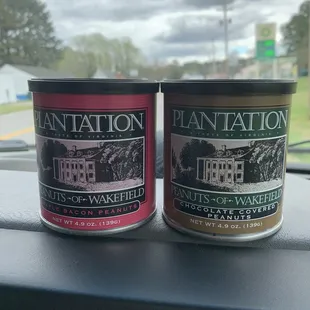 PLANTATION
A TASTE OF VIRGINIA
PEANUTS-OF-WAKEFIELD
BACON PEANUTS
NET WT 4.9 OZ. (139g)
PLANTATION
A TASTE OF VIRGINIA
PEANUTS-OF-WAKEFIELD
CHOCOLATE COVERED
PEANUTS
NET WT 4.9 OZ. (139g)